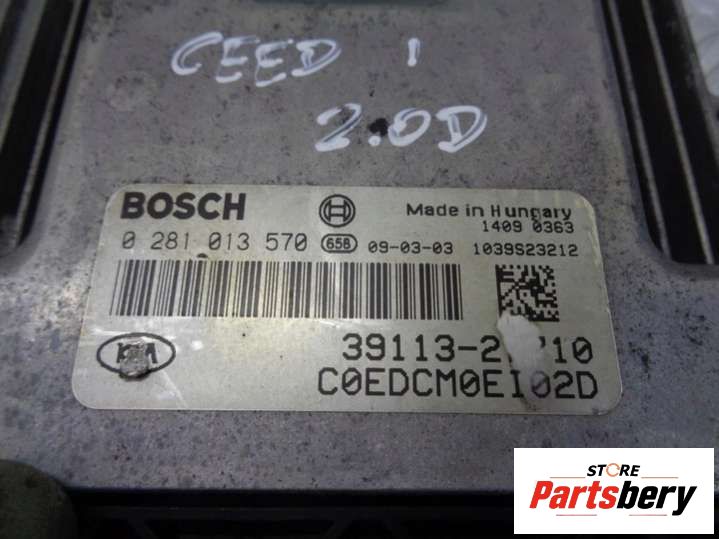 CEED 1
2.0D
BOSCH
Made in Hungary
1409 0363
0 281 013 570 658 09-03-03 1039S23212
C0EDCM0EI02D
STORE
Partsbery